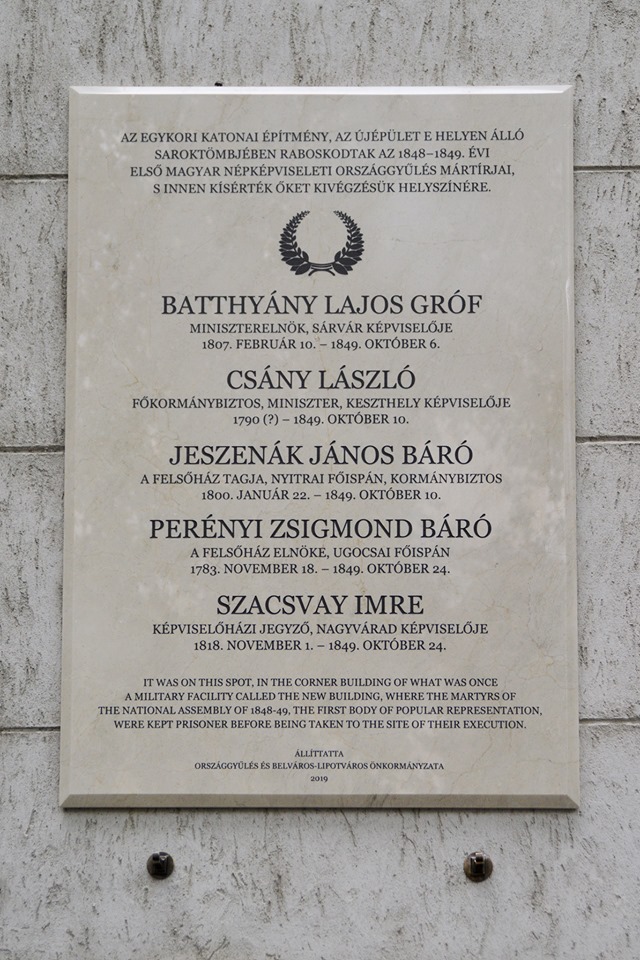 AZ EGYKORI KATONAI ÉPÍTMÉNY, AZ ÚJÉPÜLET E HELYEN ÁLLÓ
SAROKTÖMBJÉBEN RABOSKODTAK AZ 1848–1849. ÉVI
ELSŐ MAGYAR NÉPKÉPVISELETI ORSZÁGGYŰLÉS MÁRTÍRJAI,
S INNEN KÍSÉRTÉK ŐKET KIVÉGZÉSÜK HELYSZÍNÉRE.
BATTHYÁNY LAJOS GRÓF
MINISZTERELNÖK, SÁRVÁR KÉPVISELŐJE
1807. FEBRUÁR 10. – 1849. OKTÓBER 6.
CSÁNY LÁSZLÓ
FŐKORMÁNYBIZTOS, MINISZTER, KESZTHELY KÉPVISELŐJE
1790 (?) – 1849. OKTÓBER 10.
JESZENÁK JÁNOS BÁRÓ
A FELSŐHÁZ TAGJA, NYITRAI FŐISPÁN, KORMÁNYBIZTOS
1800. JANUÁR 22. – 1849. OKTÓBER 10.
PERÉNYI ZSIGMOND BÁRÓ
A FELSŐHÁZ ELNÖKE, UGOCSAI FŐISPÁN
1783. NOVEMBER 18. – 1849. OKTÓBER 24.
SZACSVAY IMRE
KÉPVISELŐHÁZI JEGYZŐ, NAGYVÁRAD KÉPVISELŐJE
1818. NOVEMBER 1. – 1849. OKTÓBER 24.
IT WAS ON THIS SPOT, IN THE CORNER BUILDING OF WHAT WAS ONCE
A MILITARY FACILITY CALLED THE NEW BUILDING, WHERE THE MARTYRS OF
THE NATIONAL ASSEMBLY OF 1848-49, THE FIRST BODY OF POPULAR REPRESENTATION,
WERE KEPT PRISONER BEFORE BEING TAKEN TO THE SITE OF THEIR EXECUTION.
ÁLLÍTTATTA
ORSZÁGGYŰLÉS ÉS BELVÁROS-LIPÓTVÁROS ÖNKORMÁNYZATA
2019